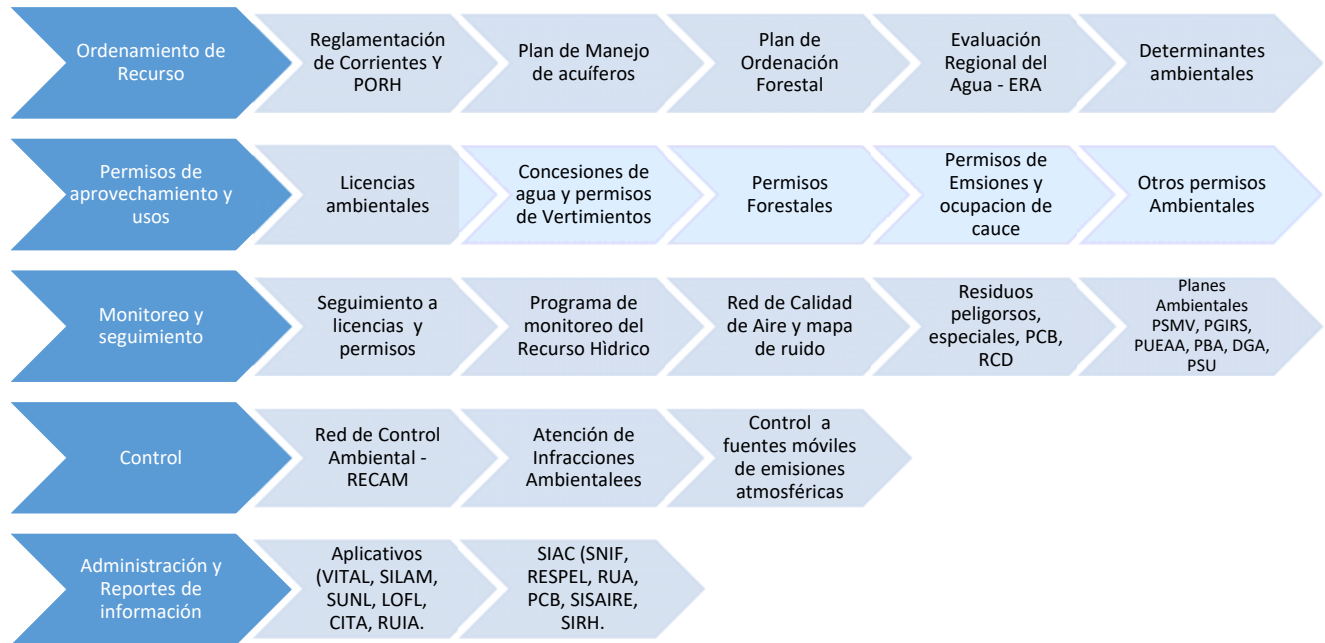 Ordenamiento de
Recurso
Reglamentación
de Corrientes Y
PORH
Plan de Manejo
de acuíferos
Plan de
Ordenación
Forestal
Evaluación
Regional del
Agua - ERA
Determinantes
ambientales
Permisos de
aprovechamiento y
usos
Licencias
ambientales
Concesiones de
agua y permisos
de Vertimientos
Permisos
Forestales
Permisos de
Emsiones y
ocupacion de
cauce
Otros permisos
Ambientales
Monitoreo y
seguimiento
Seguimiento a
licencias y
permisos
Programa de
monitoreo del
Recurso Hìdrico
Red de Calidad
de Aire y mapa
de ruido
Residuos
peligorsos,
especiales, PCB,
RCD
Planes
Ambientales
PSMV, PGIRS,
PUEAA, PBA, DGA,
PSU
Control
Red de Control
Ambiental -
RECAM
Atención de
Infracciones
Ambientalees
Control a
fuentes móviles
de emisiones
atmosféricas
Administración y
Reportes de
información
Aplicativos
(VITAL, SILAM,
SUNL, LOFL,
CITA, RUIA.
SIAC (SNIF,
RESPEL, RUA,
PCB, SISAIRE,
SIRH.